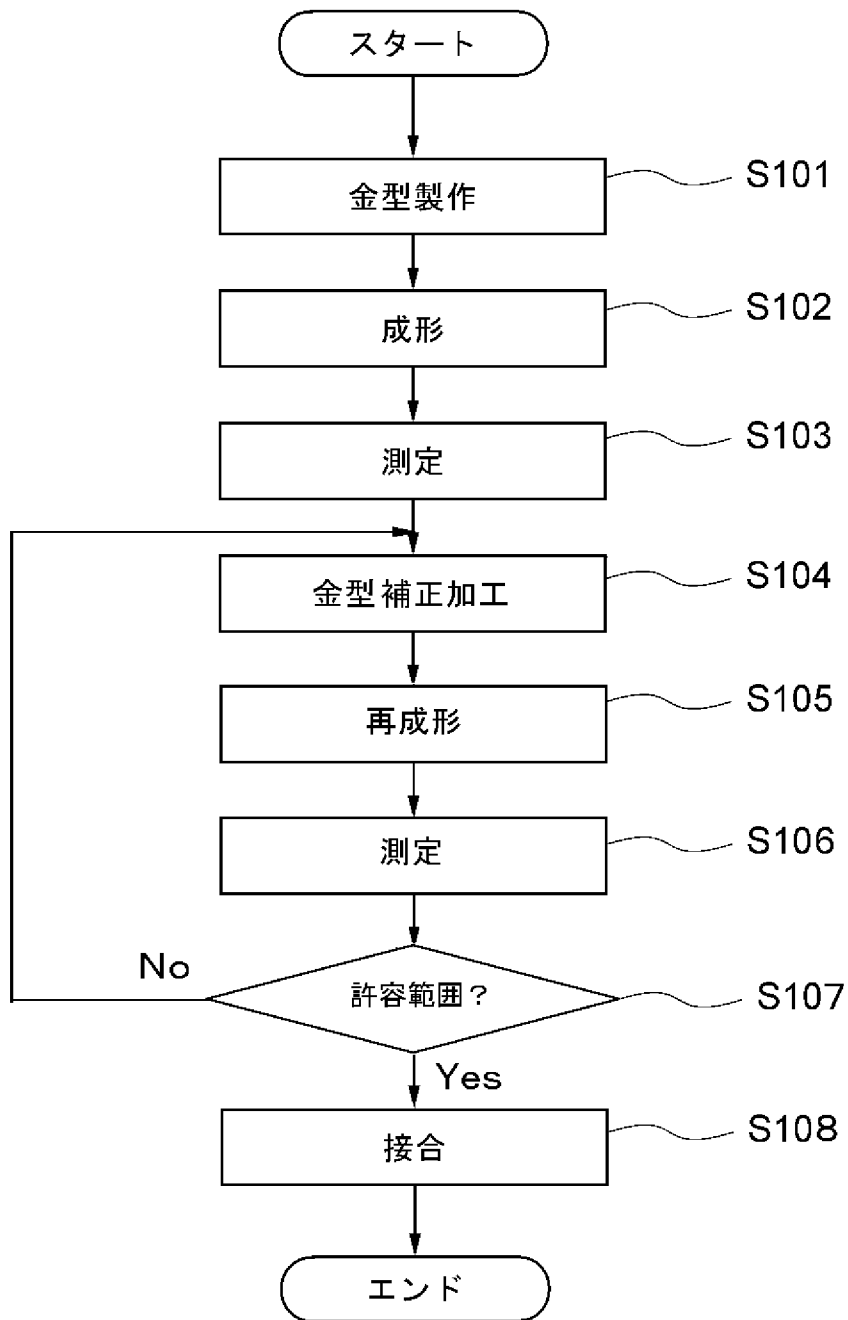 スタート
金型製作
S101
成形
S102
測定
S103
金型補正加工
S104
再成形
S105
測定
S106
No
許容範囲？
S107
Yes
接合
S108
エンド